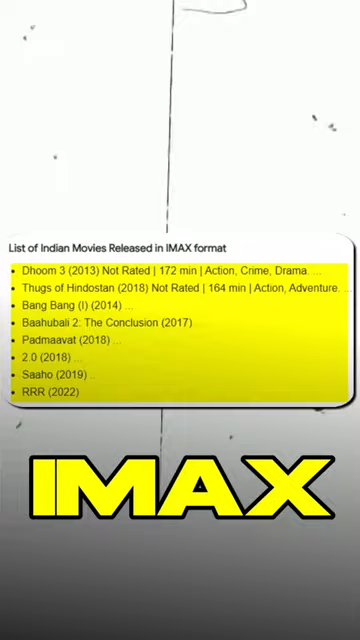 List of Indian Movies Released in IMAX format
• Dhoom 3 (2013) Not Rated | 172 min | Action, Crime, Drama. ...
• Thugs of Hindostan (2018) Not Rated | 164 min | Action, Adventure. ...
• Bang Bang (I) (2014) ...
• Baahubali 2: The Conclusion (2017)
• Padmaavat (2018) ...
• 2.0 (2018) ...
• Saaho (2019) ..
• RRR (2022)
IMAX